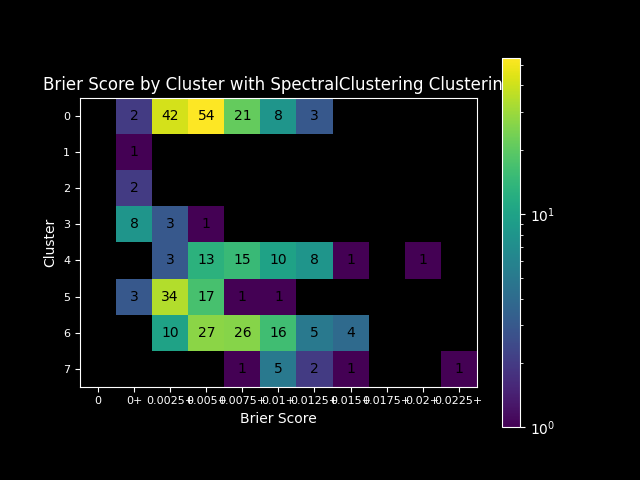 Brier Score by Cluster with SpectralClustering Clusterin
0 2 42 54 21 8 3
1 1
2 2
3 8 3 1
4 3 13 15 10 8 1 1
5 3 34 17 1 1
6 10 27 26 16 5 4
7 1 5 2 1 1
Cluster
0 0+ 0.0025+ 0.005+ 0.0075+ 0.01+ 0.0125+ 0.015+ 0.0175+ 0.02+ 0.0225+
Brier Score
10¹
10⁰